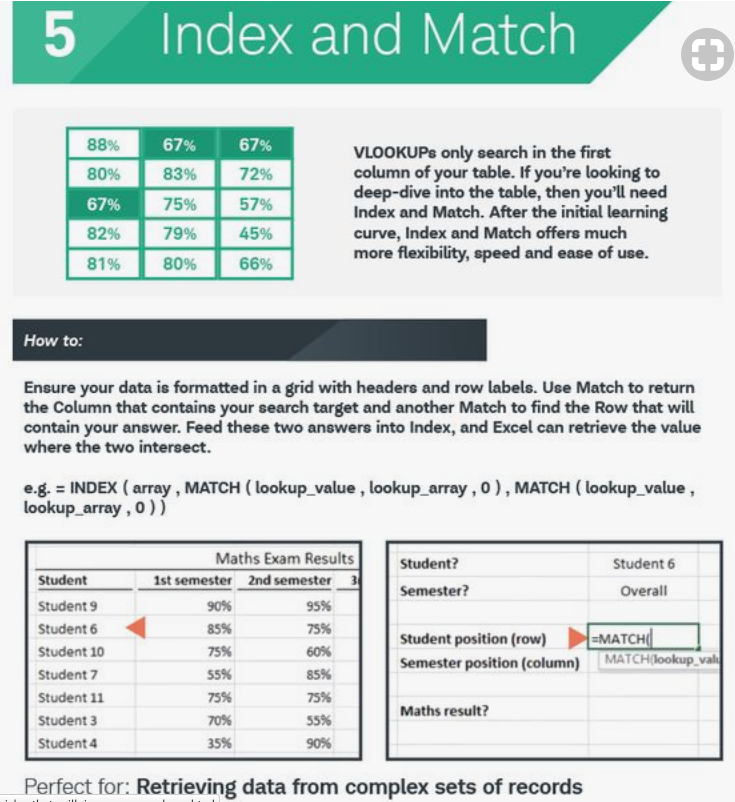 5 Index and Match
88% 67% 67%
80% 83% 72%
67% 75% 57%
82% 79% 45%
81% 80% 66%
VLOOKUPs only search in the first
column of your table. If you're looking to
deep-dive into the table, then you'll need
Index and Match. After the initial learning
curve, Index and Match offers much
more flexibility, speed and ease of use.
How to:
Ensure your data is formatted in a grid with headers and row labels. Use Match to return
the Column that contains your search target and another Match to find the Row that will
contain your answer. Feed these two answers into Index, and Excel can retrieve the value
where the two intersect.
e.g. = INDEX ( array , MATCH ( lookup_value , lookup_array , 0 ) , MATCH ( lookup_value ,
lookup_array , 0 ) )
Maths Exam Results
Student 1st semester 2nd semester
Student 9 90% 95%
Student 6 85% 75%
Student 10 75% 60%
Student 7 55% 85%
Student 11 75% 75%
Student 3 70% 55%
Student 4 35% 90%
Student? Student 6
Semester? Overall
Student position (row) =MATCH(
Semester position (column) MATCH(lookup_valu
Maths result?
Perfect for: Retrieving data from complex sets of records